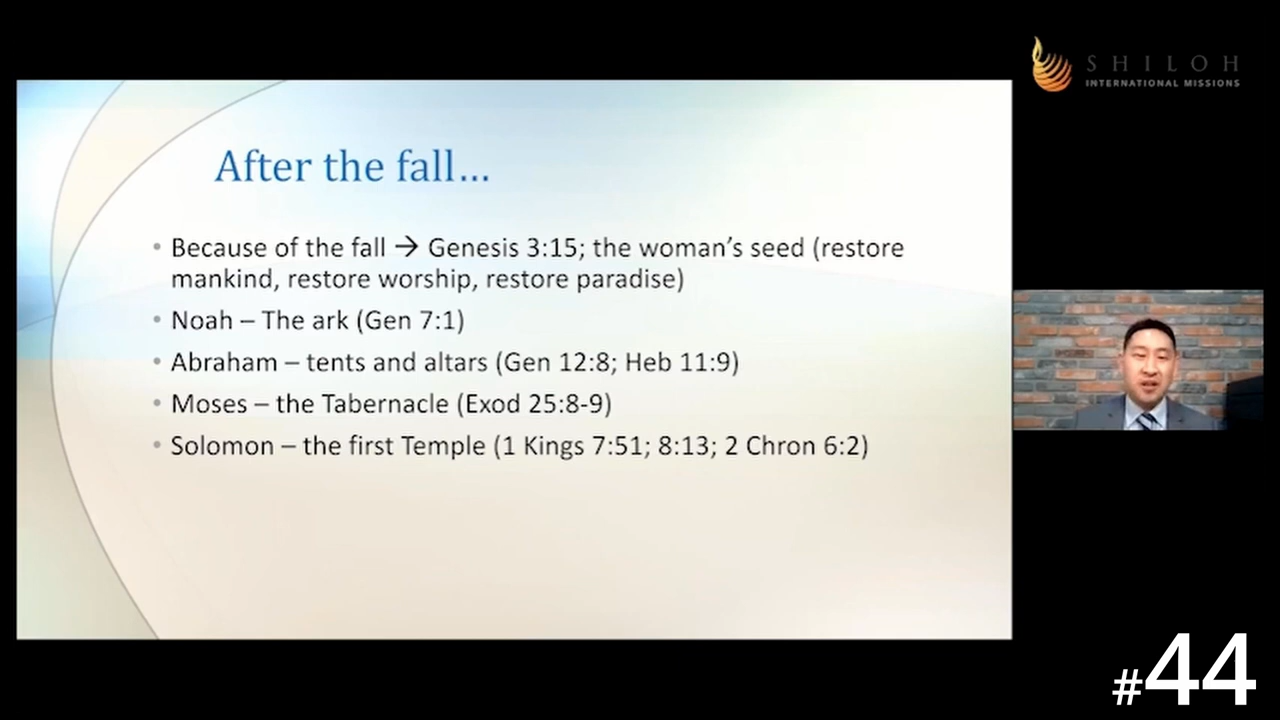 SHILOH
INTERNATIONAL MISSIONS
After the fall...
• Because of the fall → Genesis 3:15; the woman’s seed (restore
mankind, restore worship, restore paradise)
• Noah – The ark (Gen 7:1)
• Abraham – tents and altars (Gen 12:8; Heb 11:9)
• Moses – the Tabernacle (Exod 25:8-9)
• Solomon – the first Temple (1 Kings 7:51; 8:13; 2 Chron 6:2)
#44